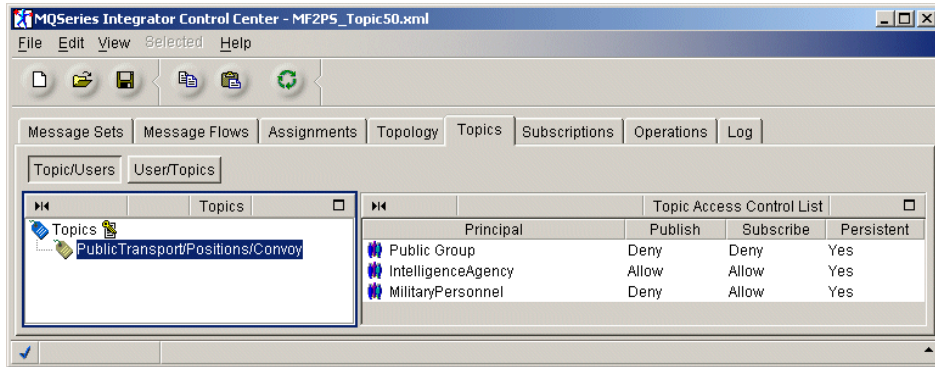 MQSeries Integrator Control Center - MF2PS_Topic50.xml
File Edit View Selected Help
Message Sets Message Flows Assignments Topology Topics Subscriptions Operations Log
Topic/Users User/Topics
Topics Topic Access Control List
Topics Principal Publish Subscribe Persistent
PublicTransport/Positions/Convoy Public Group Deny Deny Yes
IntelligenceAgency Allow Allow Yes
MilitaryPersonnel Deny Allow Yes